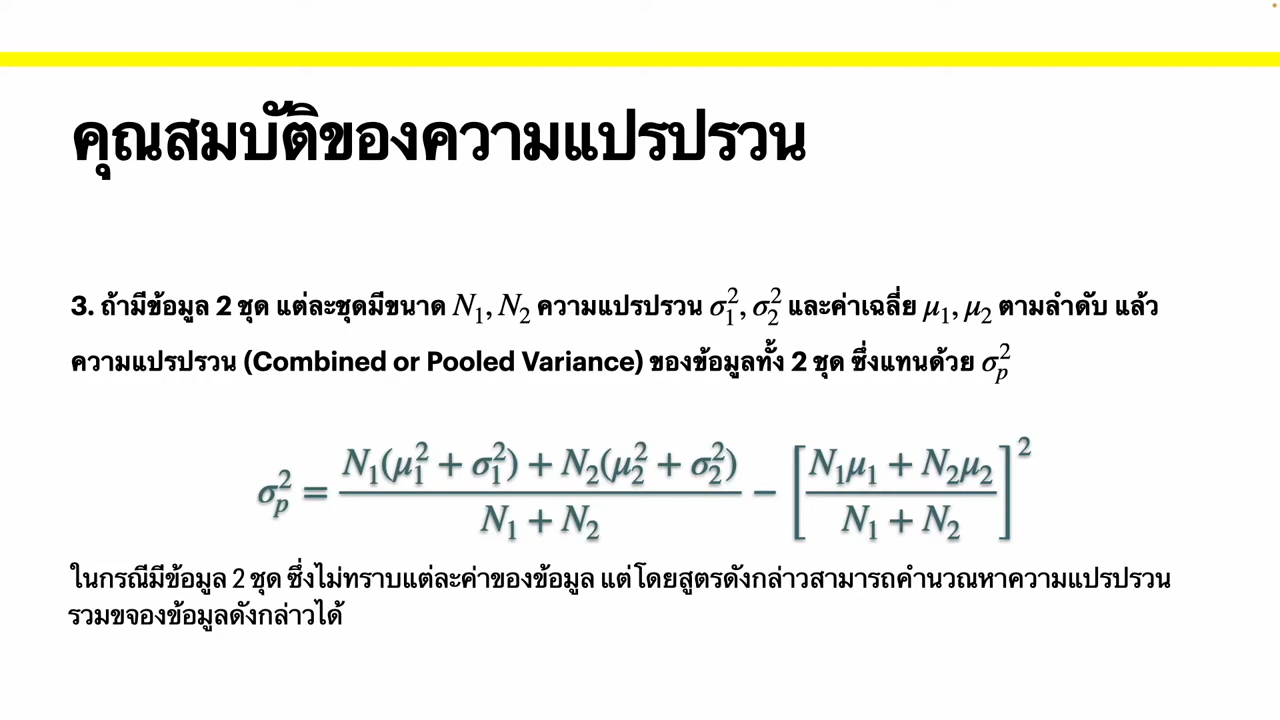 คุณสมบัติของความแปรปรวน
3. ถ้ามีข้อมูล 2 ชุด แต่ละชุดมีขนาด N₁, N₂ ความแปรปรวน σ₁², σ₂² และค่าเฉลี่ย μ₁, μ₂ ตามลำดับ แล้ว
ความแปรปรวน (Combined or Pooled Variance) ของข้อมูลทั้ง 2 ชุด ซึ่งแทนด้วย σₚ²
σₚ² = (N₁(μ₁² + σ₁²) + N₂(μ₂² + σ₂²)) / (N₁ + N₂) − [(N₁μ₁ + N₂μ₂) / (N₁ + N₂)]²
ในกรณีมีข้อมูล 2 ชุด ซึ่งไม่ทราบแต่ละค่าของข้อมูล แต่โดยสูตรดังกล่าวสามารถคำนวณหาความแปรปรวน
รวมขจองข้อมูลดังกล่าวได้